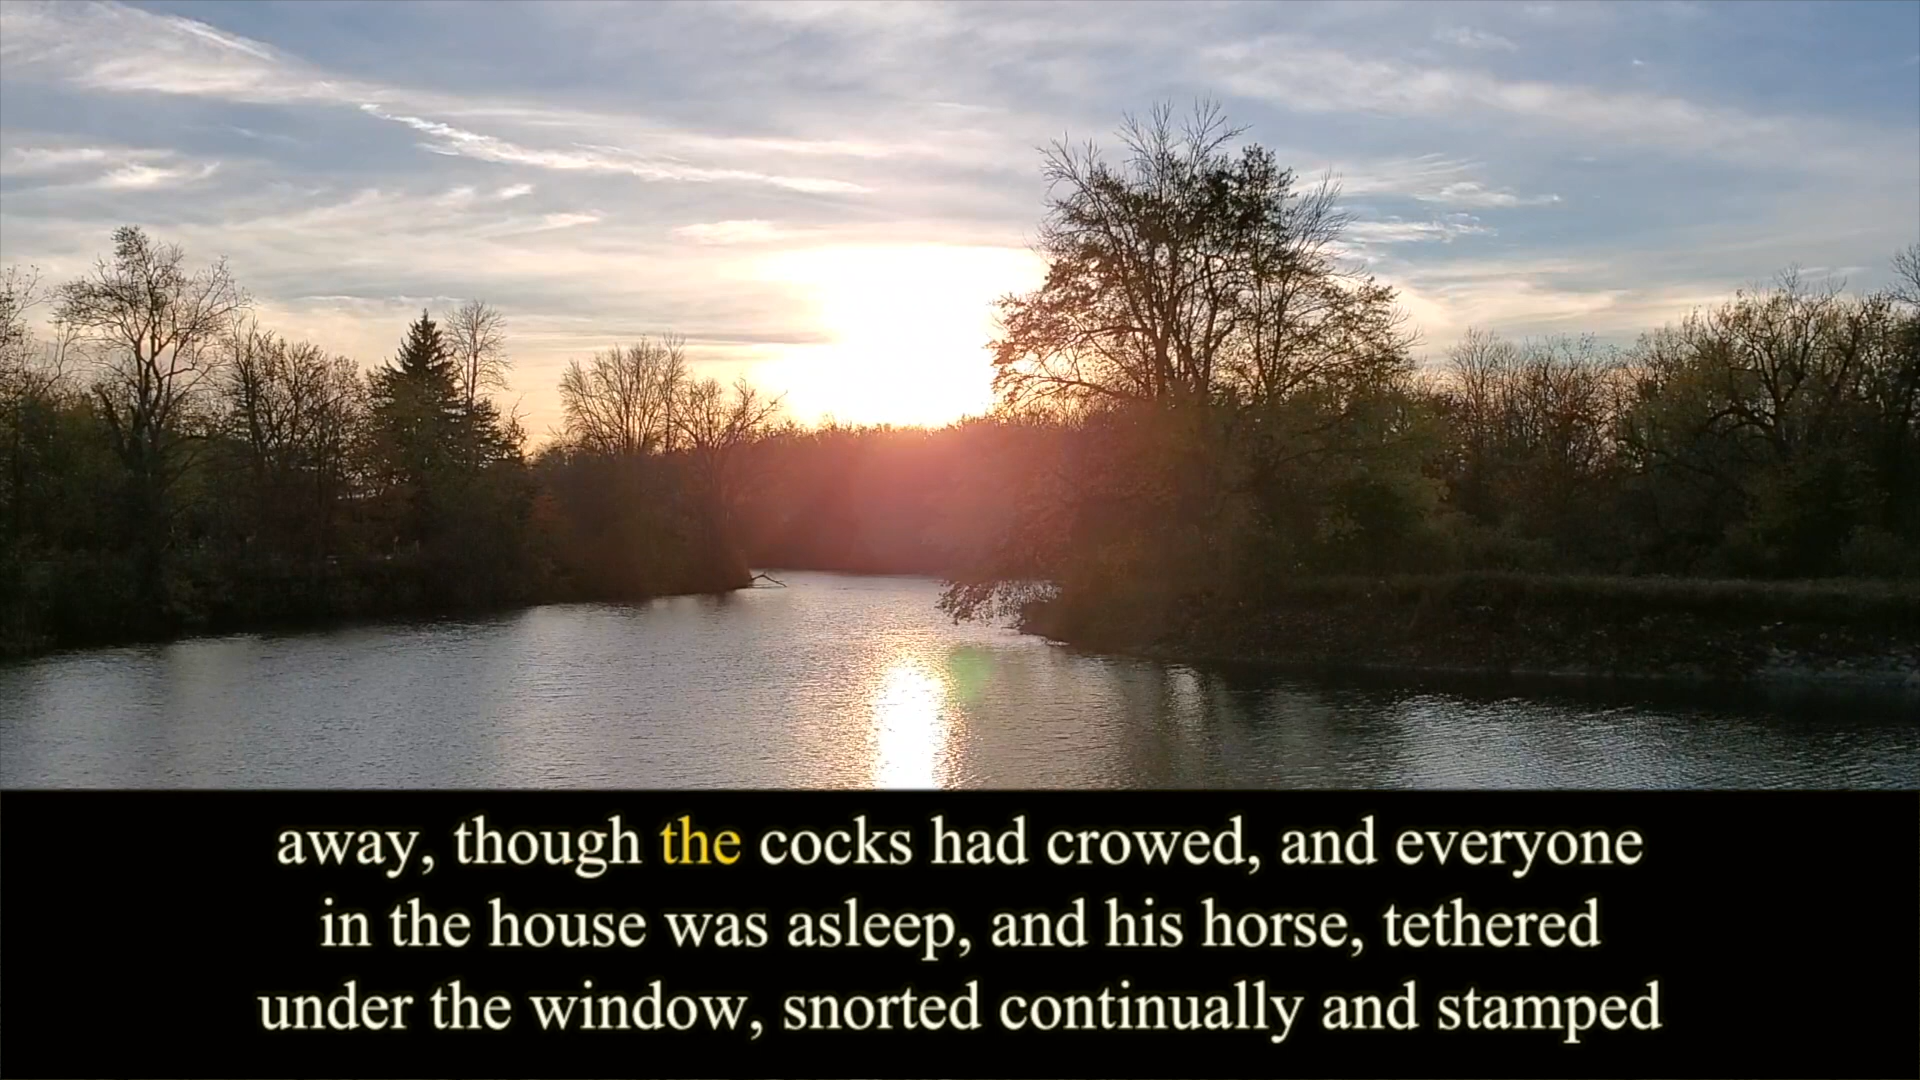 away, though the cocks had crowed, and everyone
in the house was asleep, and his horse, tethered
under the window, snorted continually and stamped